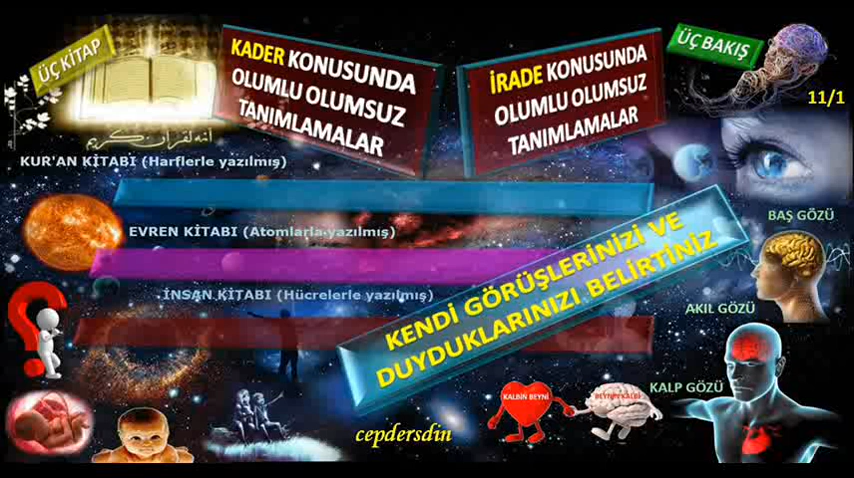 ÜÇ KİTAP
KADER KONUSUNDA
OLUMLU OLUMSUZ
TANIMLAMALAR
İRADE KONUSUNDA
OLUMLU OLUMSUZ
TANIMLAMALAR
ÜÇ BAKIŞ
11/1
KUR'AN KİTABI (Harflerle yazılmış)
BAŞ GÖZÜ
EVREN KİTABI (Atomlarla yazılmış)
İNSAN KİTABI (Hücrelerle yazılmış)
KENDİ GÖRÜŞLERİNİZİ VE
DUYDUKLARINIZI BELİRTİNİZ
AKIL GÖZÜ
KALP GÖZÜ
KALBİN BEYNİ
BEYNİN KALBİ
cepdersdin